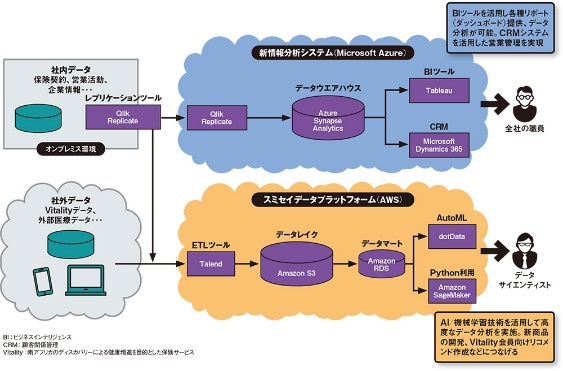 BIツールを活用し各種リポート
（ダッシュボード）提供、データ
分析が可能。CRMシステム
を活用した営業管理を実現
新情報分析システム（Microsoft Azure）
社内データ
保険契約、営業活動、
企業情報・・・
レプリケーションツール
Qlik
Replicate
オンプレミス環境
Qlik
Replicate
データウエアハウス
Azure
Synapse
Analytics
BIツール
Tableau
CRM
Microsoft
Dynamics 365
全社の職員
社外データ
Vitalityデータ、
外部医療データ・・・
スミセイデータプラットフォーム（AWS）
ETLツール
Talend
データレイク
Amazon S3
データマート
Amazon
RDS
AutoML
dotData
Python利用
Amazon
SageMaker
データ
サイエンティスト
AI／機械学習技術を活用して高
度なデータ分析を実施。新商品
の開発、Vitality会員向けリコメ
ンド作成などにつなげる
BI：ビジネスインテリジェンス
CRM：顧客関係管理
Vitality：南アフリカのディスカバリーによる健康増進を目的とした保険サービス